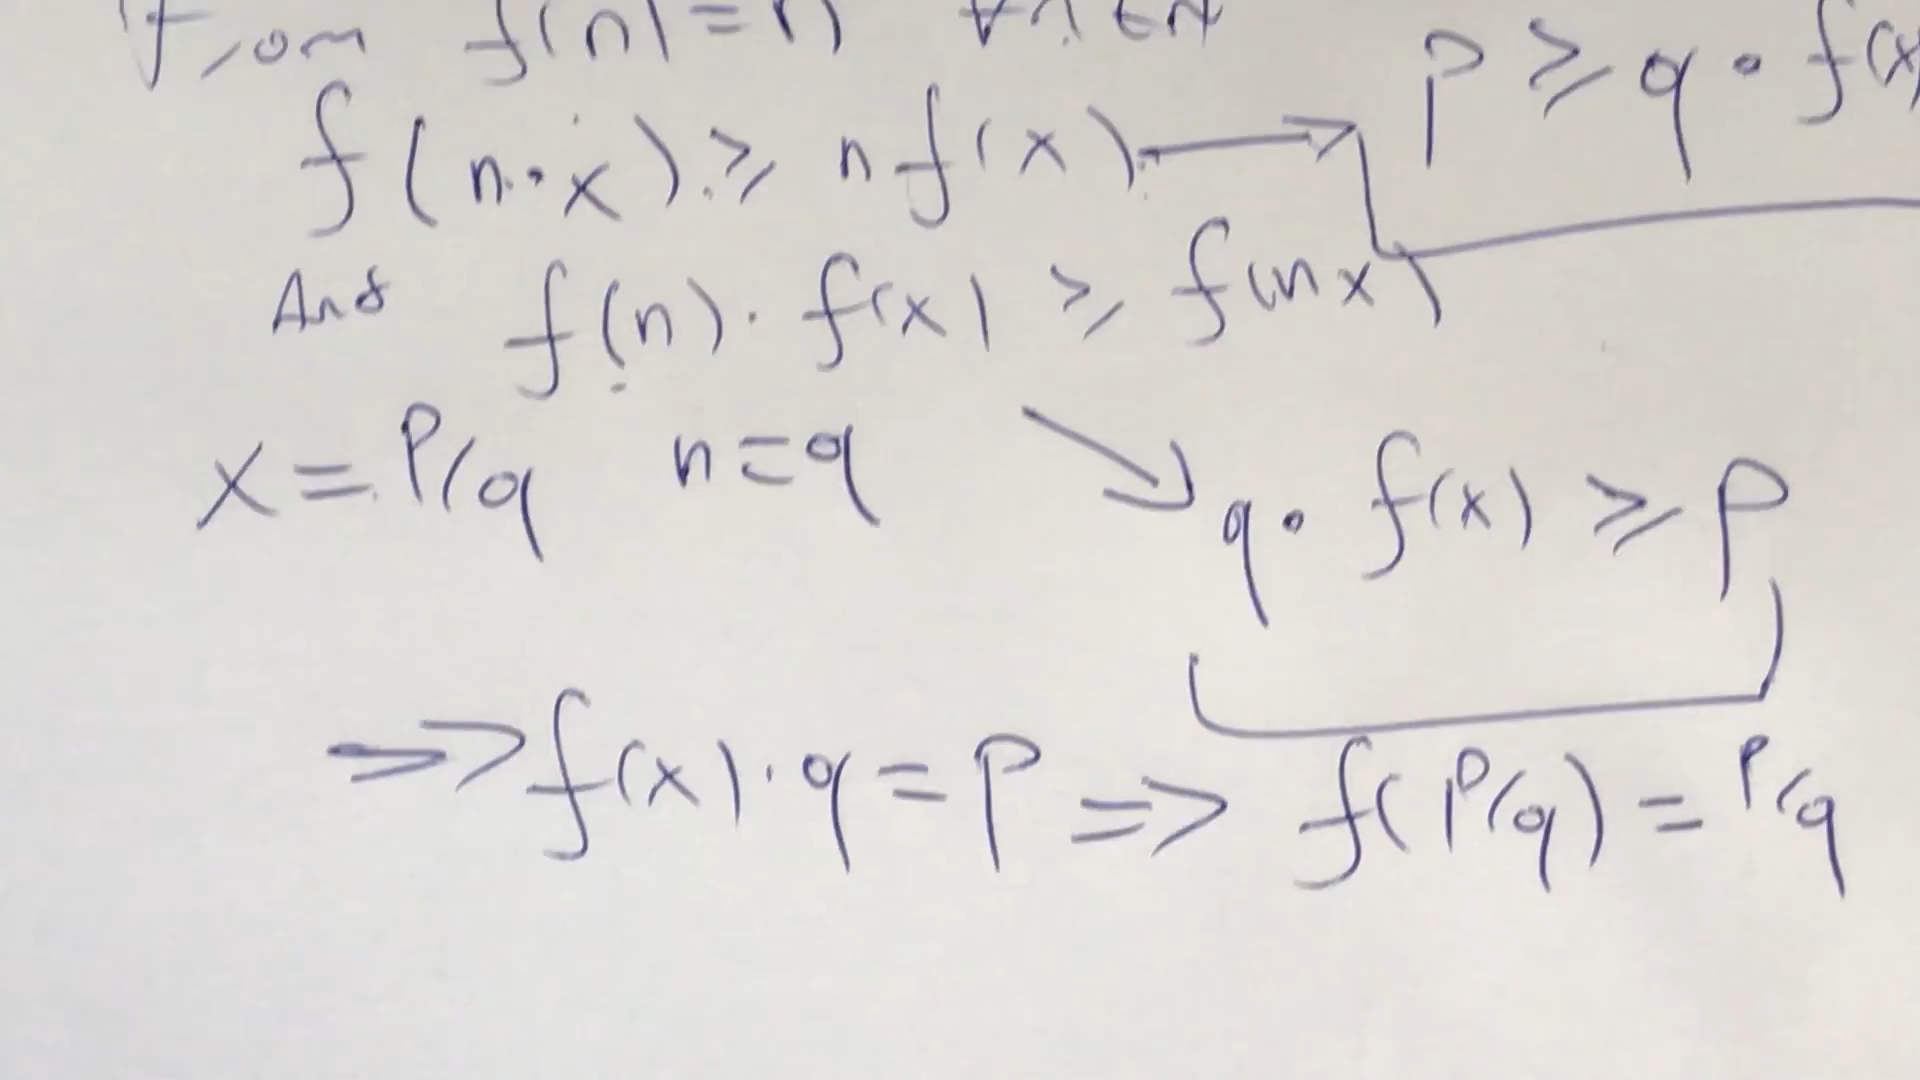 From f(n) = n ∀n ∈ N
f(n·x) ≥ n f(x) → p ≥ q · f(x)
And f(n) · f(x) ≥ f(nx)
x = p/q n = q ↘ q · f(x) ≥ p
⇒ f(x) · q = p ⇒ f(p/q) = p/q